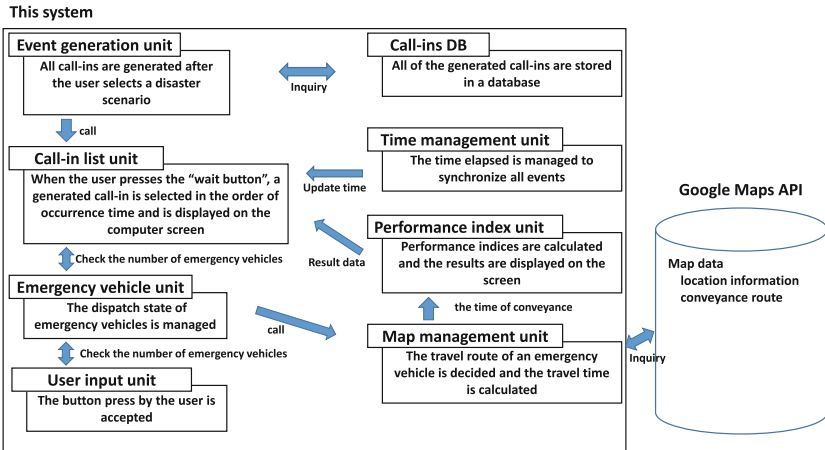 This system
Event generation unit
All call-ins are generated after
the user selects a disaster
scenario
Inquiry
Call-ins DB
All of the generated call-ins are stored
in a database
call
Call-in list unit
When the user presses the “wait button”, a
generated call-in is selected in the order of
occurrence time and is displayed on the
computer screen
Update time
Time management unit
The time elapsed is managed to
synchronize all events
Result data
Performance index unit
Performance indices are calculated
and the results are displayed on the
screen
Check the number of emergency vehicles
Emergency vehicle unit
The dispatch state of
emergency vehicles is managed
call
the time of conveyance
Map management unit
The travel route of an emergency
vehicle is decided and the travel time
is calculated
Check the number of emergency vehicles
User input unit
The button press by the user is
accepted
Inquiry
Google Maps API
Map data
location information
conveyance route